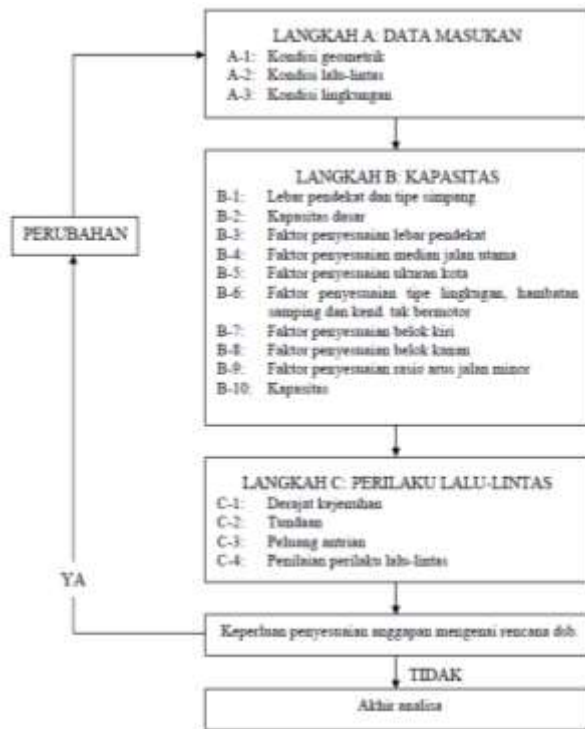 LANGKAH A: DATA MASUKAN
A-1: Kondisi geometrik
A-2: Kondisi lalu-lintas
A-3: Kondisi lingkungan
LANGKAH B: KAPASITAS
B-1: Lebar pendekat dan tipe simpang
B-2: Kapasitas dasar
B-3: Faktor penyesuaian lebar pendekat
B-4: Faktor penyesuaian median jalan utama
B-5: Faktor penyesuaian ukuran kota
B-6: Faktor penyesuaian tipe lingkugan, hambatan
samping dan kend. tak bermotor
B-7: Faktor penyesuaian belok kiri
B-8: Faktor penyesuaian belok kanan
B-9: Faktor penyesuaian rasio arus jalan minor
B-10: Kapasitas
PERUBAHAN
LANGKAH C: PERILAKU LALU-LINTAS
C-1: Derajat kejenuhan
C-2: Tundaan
C-3: Peluang antrian
C-4: Penilaian perilaku lalu-lintas
YA
Keperluan penyesuaian anggapan mengenai rencana dsb.
TIDAK
Akhir analisa